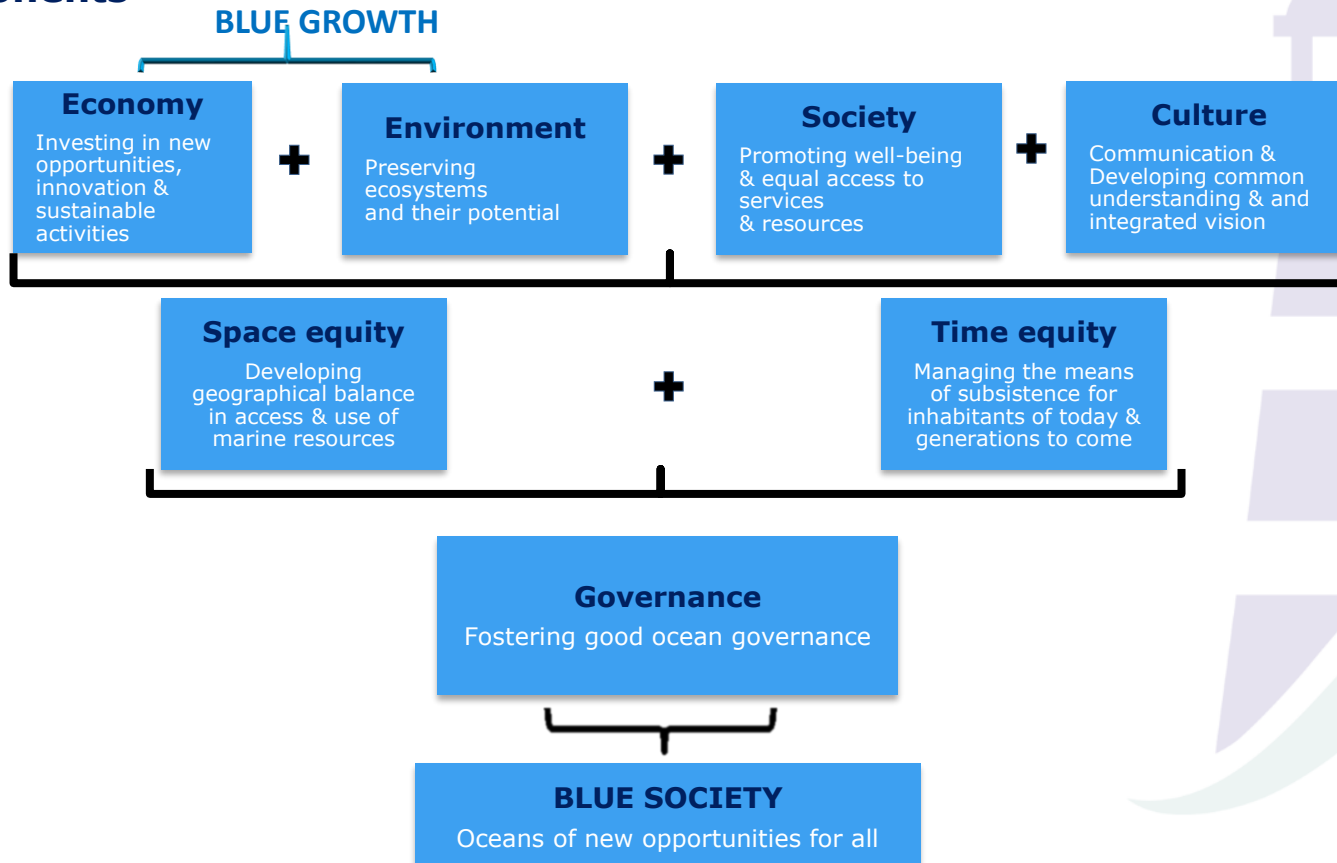 BLUE GROWTH
Economy
Investing in new
opportunities,
innovation &
sustainable
activities
Environment
Preserving
ecosystems
and their potential
Society
Promoting well-being
& equal access to
services
& resources
Culture
Communication &
Developing common
understanding & and
integrated vision
Space equity
Developing
geographical balance
in access & use of
marine resources
Time equity
Managing the means
of subsistence for
inhabitants of today &
generations to come
Governance
Fostering good ocean governance
BLUE SOCIETY
Oceans of new opportunities for all